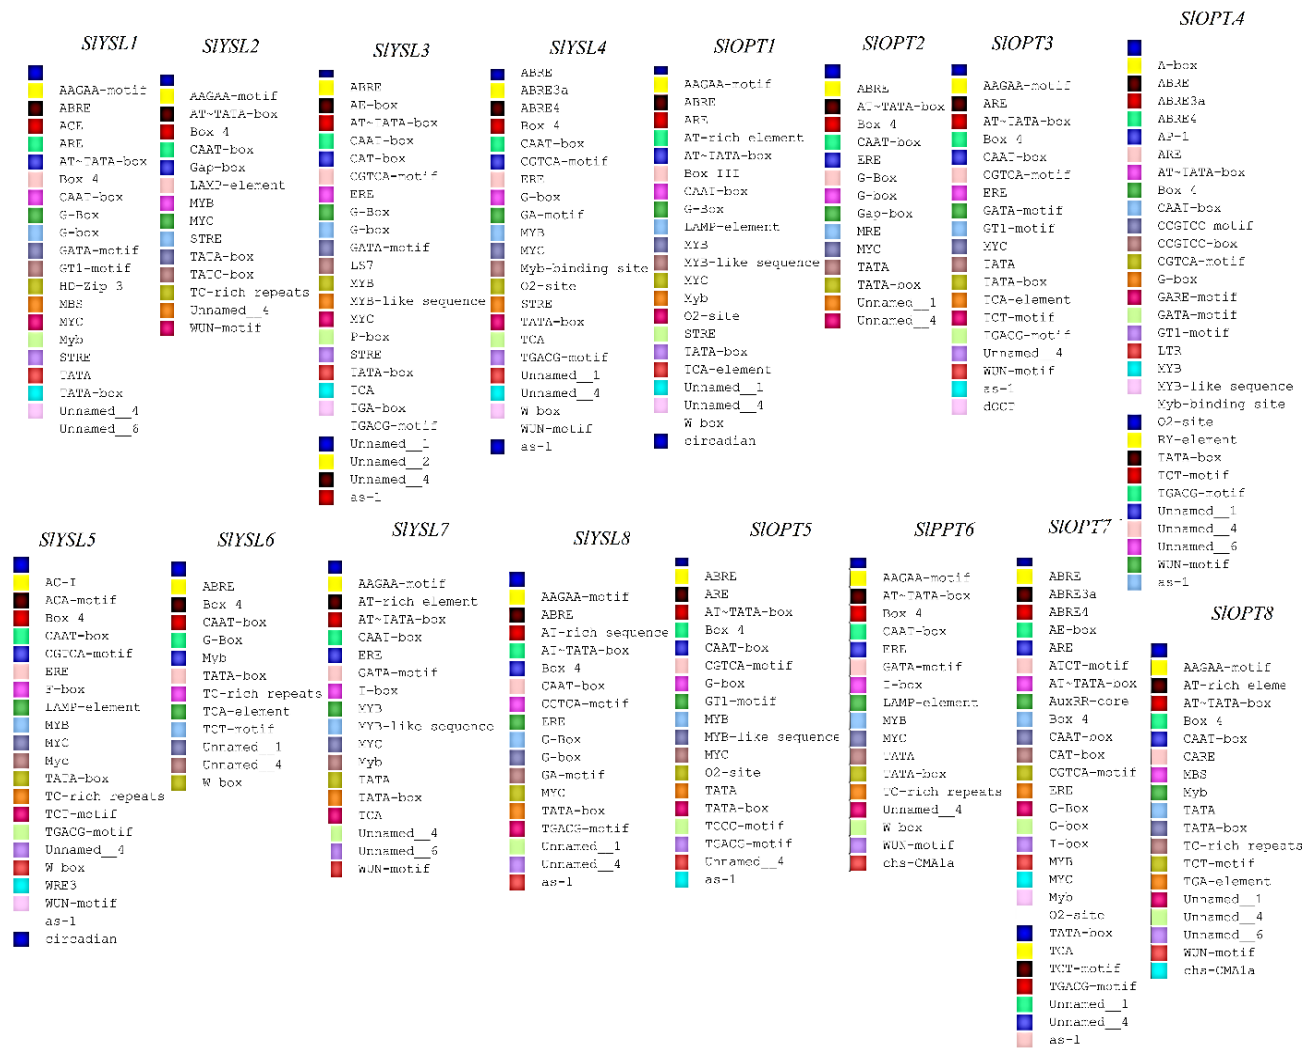 SlYSL1
AAGAA-motif
ABRE
ACE
ARE
AT~TATA-box
Box 4
CAAT-box
G-Box
G-box
GATA-motif
GT1-motif
HD-Zip 3
MBS
MYC
Myb
STRE
TATA
TATA-box
Unnamed__4
Unnamed__6
SlYSL2
AAGAA-motif
AT~TATA-box
Box 4
CAAT-box
Gap-box
LAMP-element
MYB
MYC
STRE
TATA-box
TATC-box
TC-rich repeats
Unnamed__4
WUN-motif
SlYSL3
ABRE
AE-box
AT~TATA-box
CAAT-box
CAT-box
CGTCA-motif
ERE
G-Box
G-box
GATA-motif
LS7
MYB
MYB-like sequence
MYC
P-box
STRE
TATA-box
TCA
TGA-box
TGACG-motif
Unnamed__1
Unnamed__2
Unnamed__4
as-1
SlYSL4
ABRE
ABRE3a
ABRE4
Box 4
CAAT-box
CGTCA-motif
ERE
G-box
GA-motif
MYB
MYC
Myb-binding site
O2-site
STRE
TATA-box
TCA
TGACG-motif
Unnamed__1
Unnamed__4
W box
WUN-motif
as-1
SlOPT1
AAGAA-motif
ABRE
ARE
AT-rich element
AT~TATA-box
Box III
CAAT-box
G-Box
LAMP-element
MYB
MYB-like sequence
MYC
Myb
O2-site
STRE
TATA-box
TCA-element
Unnamed__1
Unnamed__4
W box
circadian
SlOPT2
ABRE
AT~TATA-box
Box 4
CAAT-box
ERE
G-Box
G-box
Gap-box
MRE
MYC
TATA
TATA-box
Unnamed__1
Unnamed__4
SlOPT3
AAGAA-motif
ARE
AT~TATA-box
Box 4
CAAT-box
CGTCA-motif
ERE
GATA-motif
GT1-motif
MYC
TATA
TATA-box
TCA-element
TCT-motif
TGACG-motif
Unnamed__4
WUN-motif
as-1
dOCT
SlOPT.4
A-box
ABRE
ABRE3a
ABRE4
AP-1
ARE
AT~TATA-box
Box 4
CAAT-box
CCGTCC motif
CCGTCC-box
CGTCA-motif
G-box
GARE-motif
GATA-motif
GT1-motif
LTR
MYB
MYB-like sequence
Myb-binding site
O2-site
RY-element
TATA-box
TCT-motif
TGACG-motif
Unnamed__1
Unnamed__4
Unnamed__6
WUN-motif
as-1
SlYSL5
AC-I
ACA-motif
Box 4
CAAT-box
CGTCA-motif
ERE
F-box
LAMP-element
MYB
MYC
Myc
TATA-box
TC-rich repeats
TCT-motif
TGACG-motif
Unnamed__4
W box
WRE3
WUN-motif
as-1
circadian
SlYSL6
ABRE
Box 4
CAAT-box
G-Box
Myb
TATA-box
TC-rich repeats
TCA-element
TCT-motif
Unnamed__1
Unnamed__4
W box
SlYSL7
AAGAA-motif
AT-rich element
AT~TATA-box
CAAT-box
ERE
GATA-motif
I-box
MYB
MYB-like sequence
MYC
Myb
TATA
TATA-box
TCA
Unnamed__4
Unnamed__6
WUN-motif
SlYSL8
AAGAA-motif
ABRE
AT-rich sequence
AT~TATA-box
Box 4
CAAT-box
CGTCA-motif
ERE
G-Box
G-box
GA-motif
MYC
TATA-box
TGACG-motif
Unnamed__1
Unnamed__4
as-1
SlOPT5
ABRE
ARE
AT~TATA-box
Box 4
CAAT-box
CGTCA-motif
G-box
GT1-motif
MYB
MYB-like sequence
MYC
O2-site
TATA
TATA-box
TCCC-motif
TGACG-motif
Unnamed__4
as-1
SlPPT6
AAGAA-motif
AT~TATA-box
Box 4
CAAT-box
ERE
GATA-motif
I-box
LAMP-element
MYB
MYC
TATA
TATA-box
TC-rich repeats
Unnamed__4
W box
WUN-motif
chs-CMA1a
SlOPT7
ABRE
ABRE3a
ABRE4
AE-box
ARE
ATCT-motif
AT~TATA-box
AuxRR-core
Box 4
CAAT-box
CAT-box
CGTCA-motif
ERE
G-Box
G-box
I-box
MYB
MYC
Myb
O2-site
TATA-box
TCA
TCT-motif
TGACG-motif
Unnamed__1
Unnamed__4
as-1
SlOPT8
AAGAA-motif
AT-rich eleme
AT~TATA-box
Box 4
CAAT-box
CARE
MBS
Myb
TATA
TATA-box
TC-rich repeats
TCT-motif
TGA-element
Unnamed__1
Unnamed__4
Unnamed__6
WUN-motif
chs-CMA1a